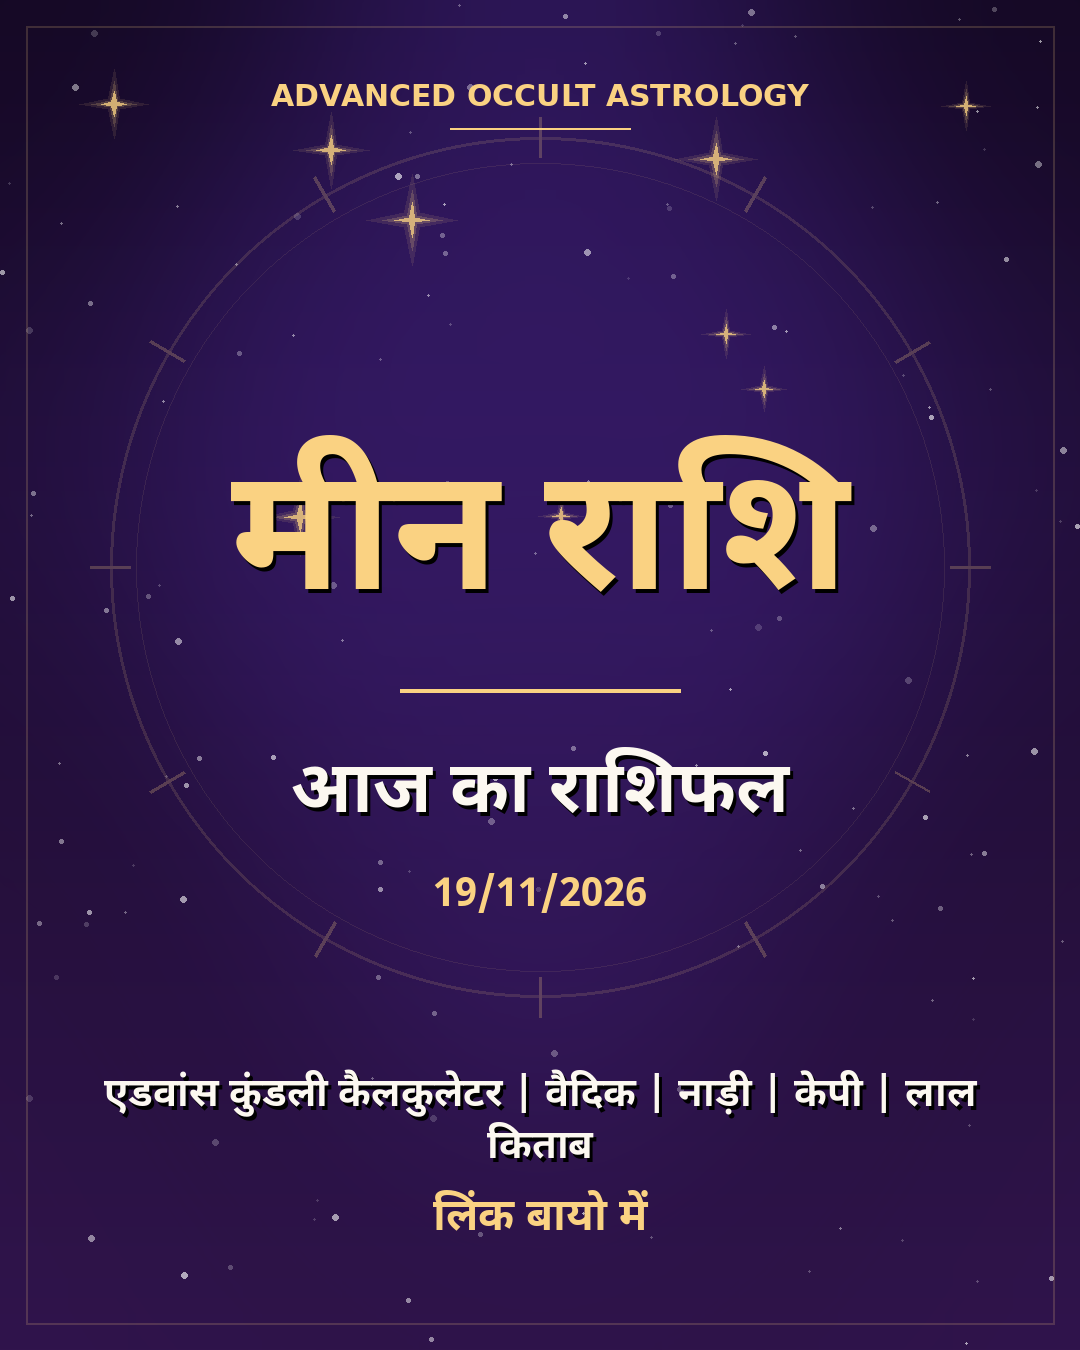 ADVANCED OCCULT ASTROLOGY
मीन राशि
आज का राशिफल
19/11/2026
एडवांस कुंडली कैलकुलेटर | वैदिक | नाड़ी | केपी | लाल
किताब
लिंक बायो में